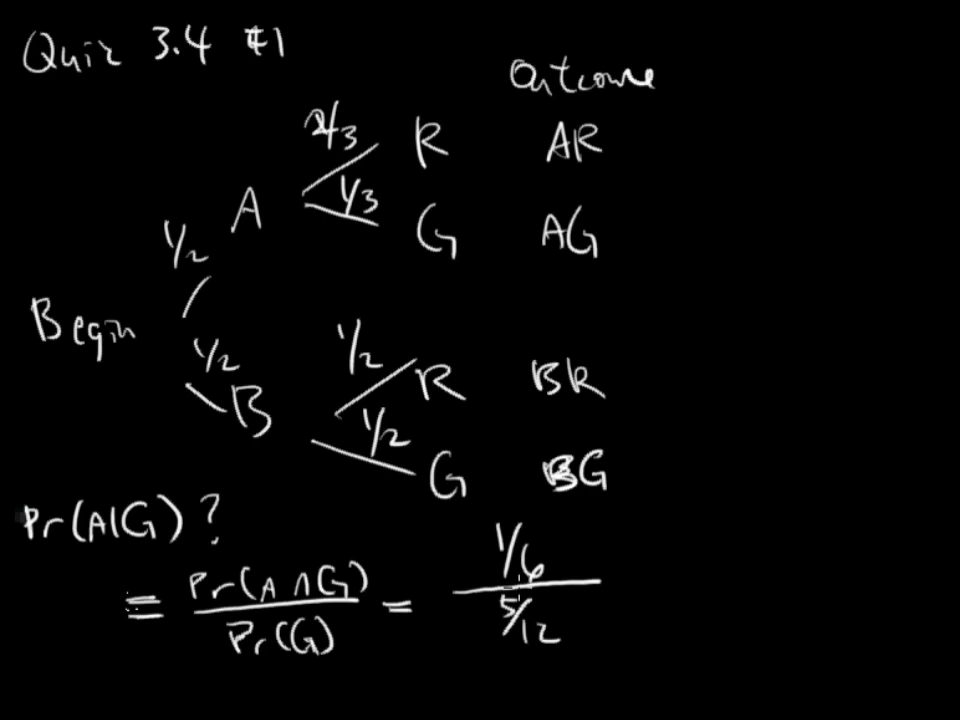 Quiz 3.4 #1
Outcome
2/3 R AR
A 1/3
G AG
1/2
Begin
1/2 1/2
B R BR
1/2
G BG
Pr(A|G) ?
= Pr(A∩G) / Pr(G) = 1/6 / 5/12